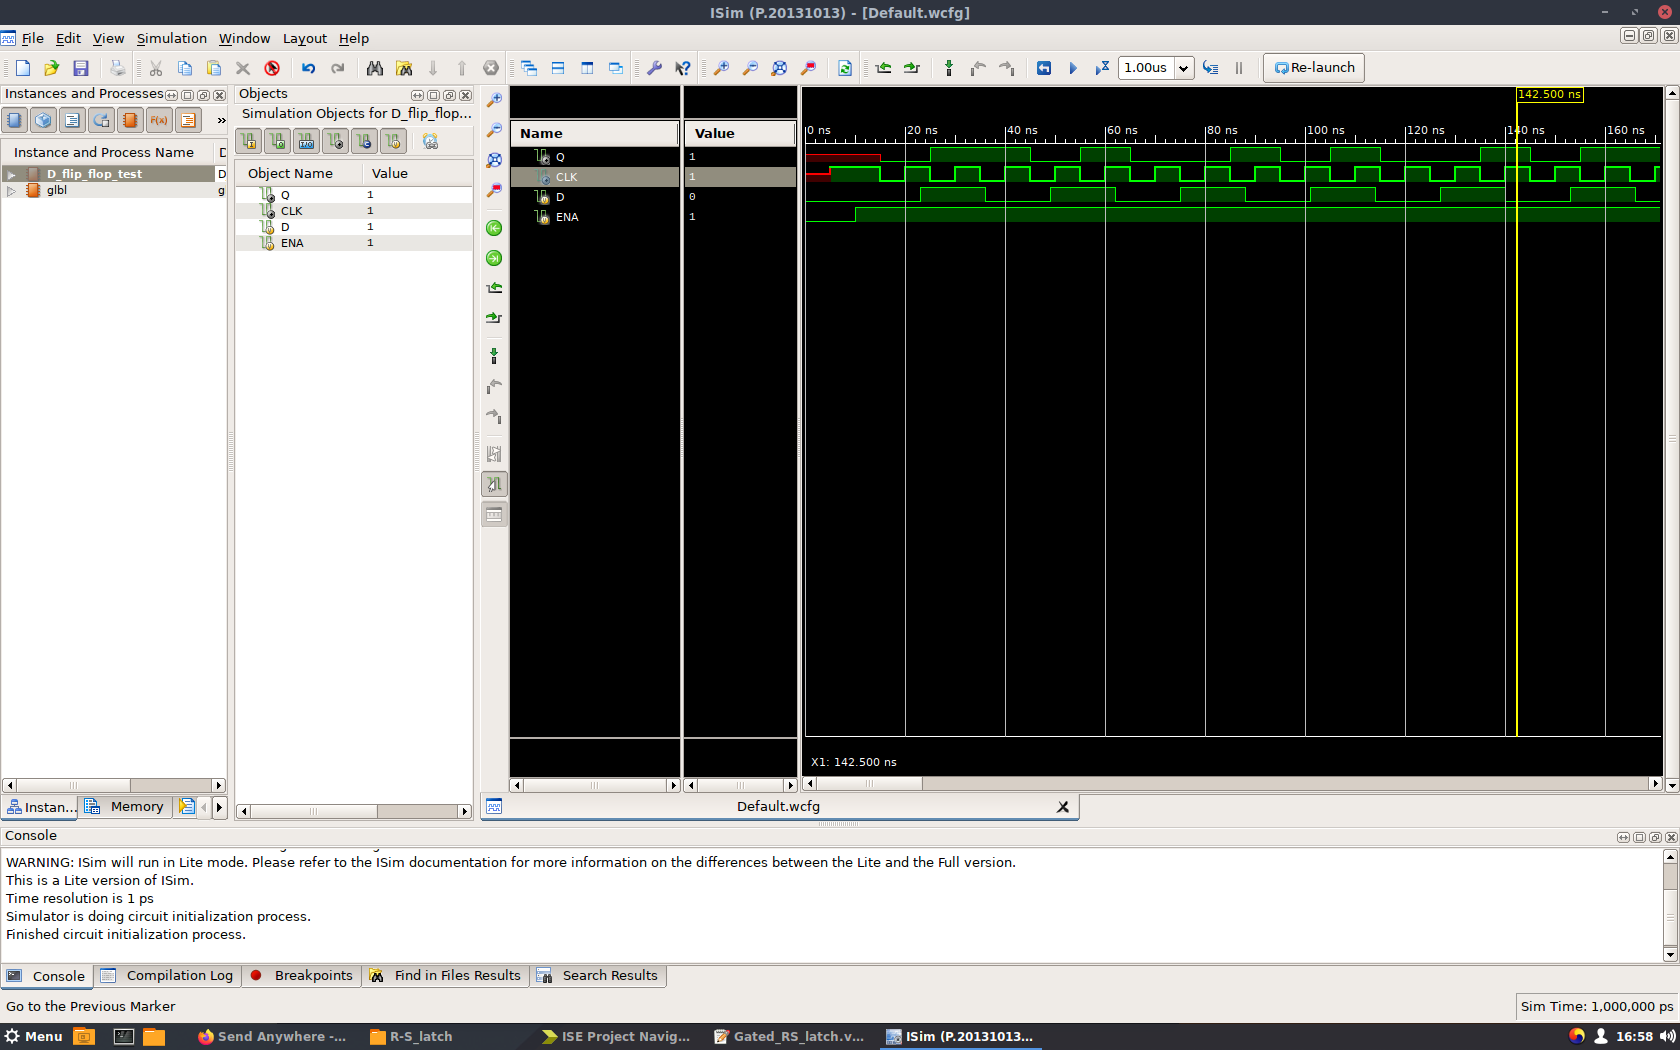 ISim (P.20131013) - [Default.wcfg]
File Edit View Simulation Window Layout Help
1.00us
Re-launch
Instances and Processes
Instance and Process Name D
D_flip_flop_test D
glbl g
Instan...
Memory
Objects
Simulation Objects for D_flip_flop...
Object Name Value
Q 1
CLK 1
D 1
ENA 1
Name Value
Q 1
CLK 1
D 0
ENA 1
142.500 ns
0 ns 20 ns 40 ns 60 ns 80 ns 100 ns 120 ns 140 ns 160 ns
X1: 142.500 ns
Default.wcfg
Console
WARNING: ISim will run in Lite mode. Please refer to the ISim documentation for more information on the differences between the Lite and the Full version.
This is a Lite version of ISim.
Time resolution is 1 ps
Simulator is doing circuit initialization process.
Finished circuit initialization process.
Console Compilation Log Breakpoints Find in Files Results Search Results
Go to the Previous Marker
Sim Time: 1,000,000 ps
Menu Send Anywhere -... R-S_latch ISE Project Navig... Gated_RS_latch.v... ISim (P.20131013... 16:58